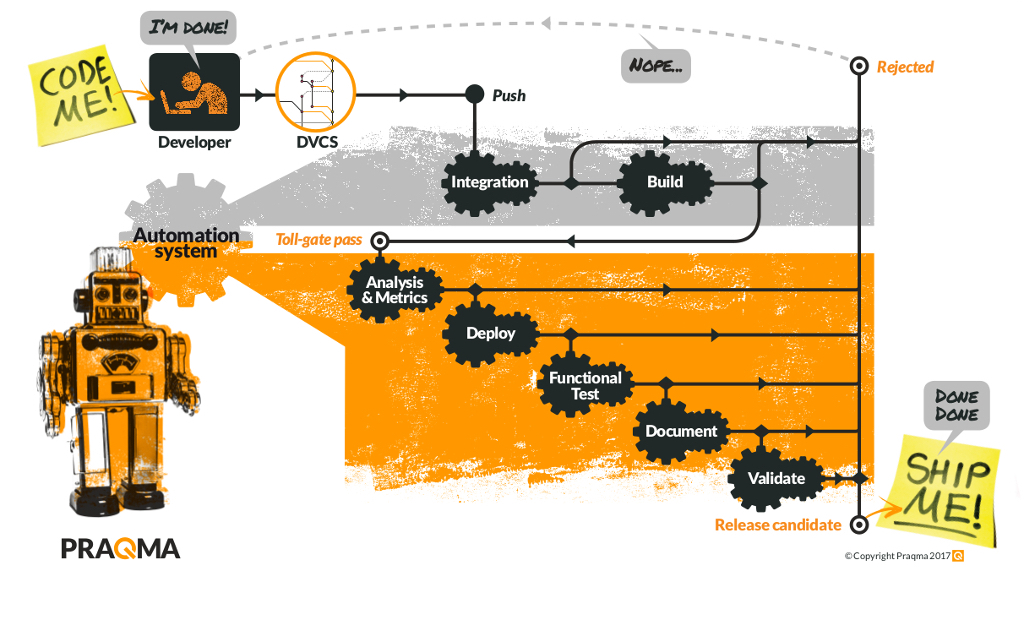 I'M DONE!
CODE
ME!
Developer
DVCS
Push
NOPE...
Rejected
Integration
Build
Automation
system
Toll-gate pass
Analysis
& Metrics
Deploy
Functional
Test
Document
Validate
DONE
DONE
SHIP
ME!
Release candidate
PRAQMA
© Copyright Praqma 2017 Q